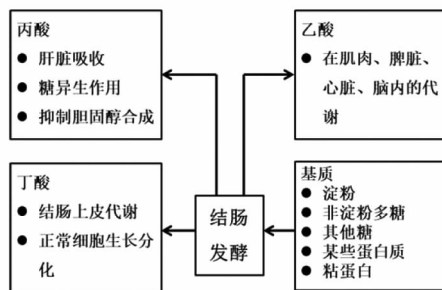 丙酸
● 肝脏吸收
● 糖异生作用
● 抑制胆固醇合成
乙酸
● 在肌肉、脾脏、
心脏、脑内的代
谢
丁酸
● 结肠上皮代谢
● 正常细胞生长分
化
结肠
发酵
基质
● 淀粉
● 非淀粉多糖
● 其他糖
● 某些蛋白质
● 粘蛋白